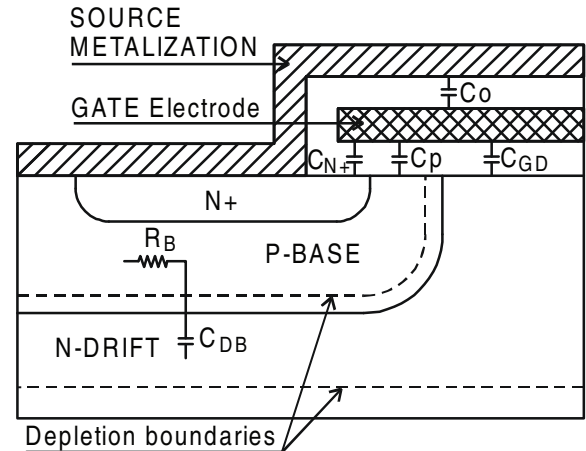 SOURCE
METALIZATION
GATE Electrode
Co
CN+
Cp
CGD
N+
RB
P-BASE
N-DRIFT
CDB
Depletion boundaries